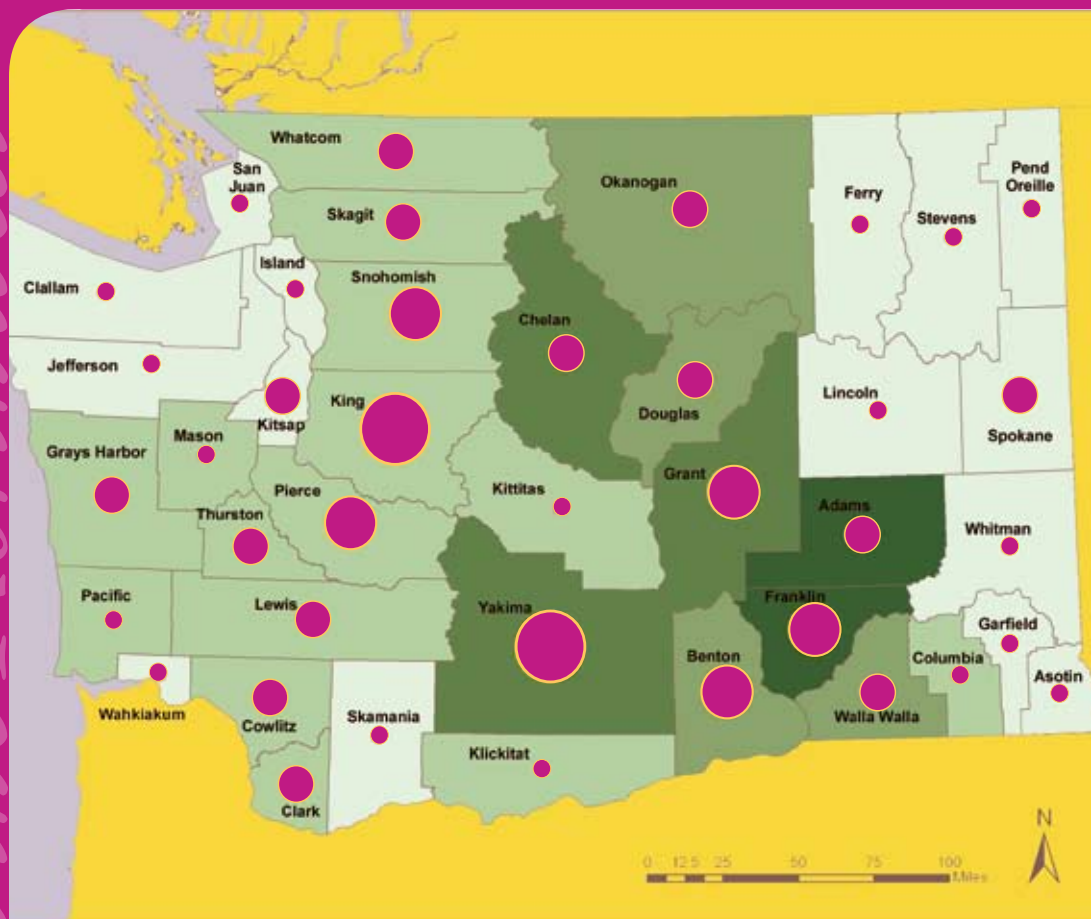 Whatcom
San
Juan
Skagit
Okanogan
Ferry
Stevens
Pend
Oreille
Island
Snohomish
Clallam
Chelan
Jefferson
King
Kitsap
Douglas
Lincoln
Spokane
Grays Harbor
Mason
Pierce
Thurston
Kittitas
Grant
Adams
Whitman
Pacific
Lewis
Yakima
Franklin
Benton
Columbia
Garfield
Asotin
Wahkiakum
Cowlitz
Skamania
Walla Walla
Klickitat
Clark
N
0 12.5 25 50 75 100
Miles